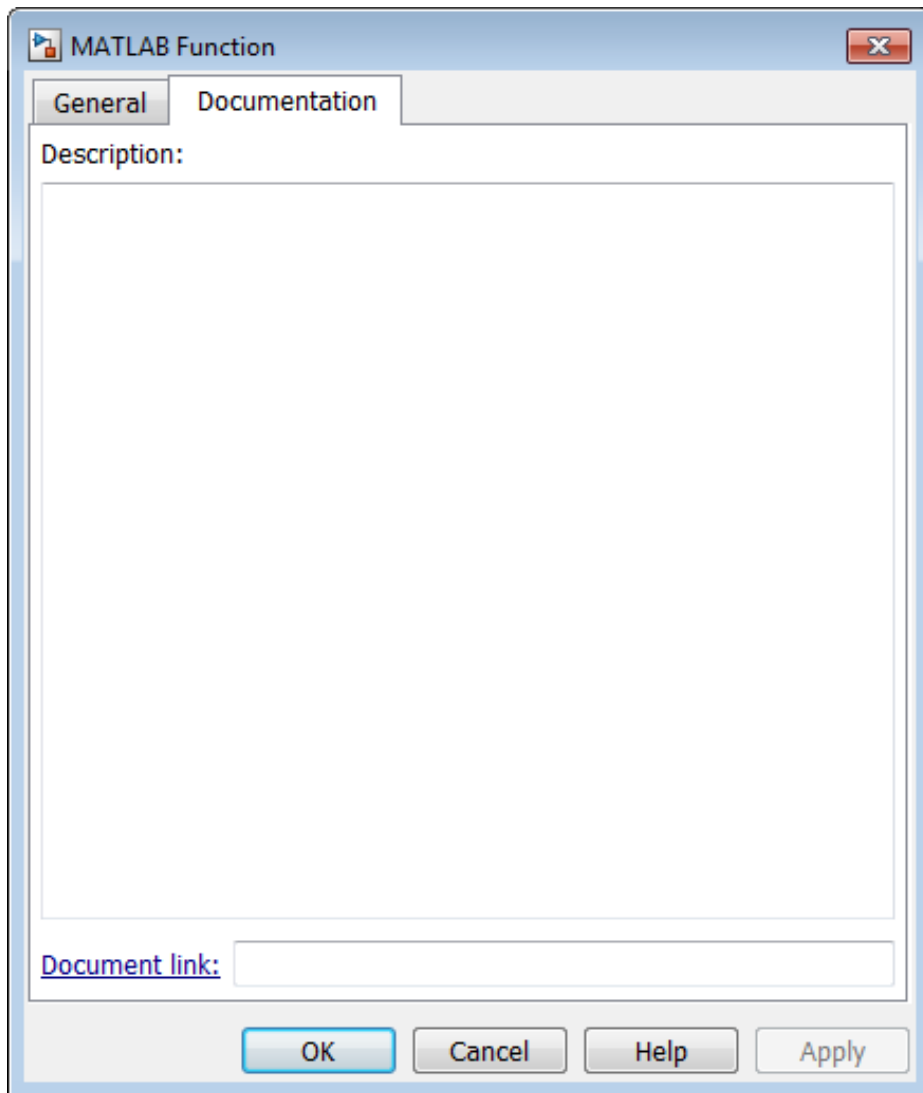 MATLAB Function
General Documentation
Description:
Document link:
OK Cancel Help Apply